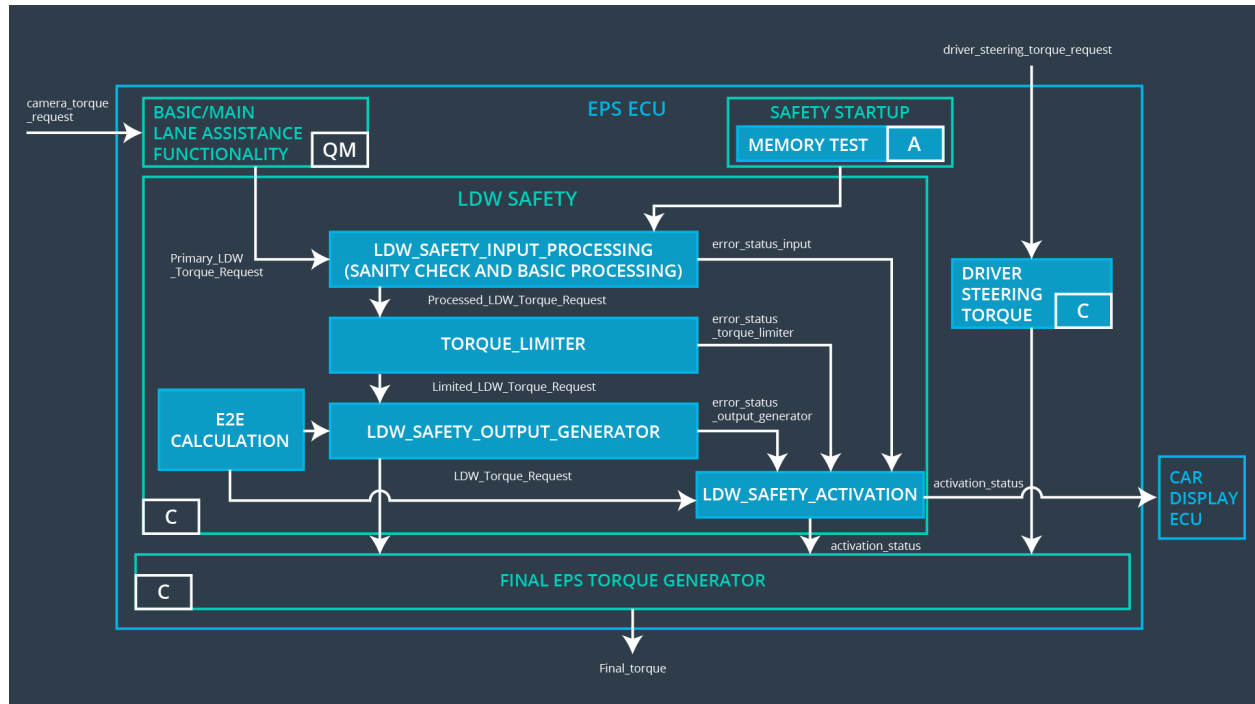 driver_steering_torque_request
camera_torque
_request
BASIC/MAIN
LANE ASSISTANCE
FUNCTIONALITY
QM
EPS ECU
SAFETY STARTUP
MEMORY TEST
A
LDW SAFETY
Primary_LDW
_Torque_Request
LDW_SAFETY_INPUT_PROCESSING
(SANITY CHECK AND BASIC PROCESSING)
error_status_input
DRIVER
STEERING
TORQUE
C
Processed_LDW_Torque_Request
TORQUE_LIMITER
error_status
_torque_limiter
Limited_LDW_Torque_Request
E2E
CALCULATION
LDW_SAFETY_OUTPUT_GENERATOR
error_status
_output_generator
LDW_Torque_Request
LDW_SAFETY_ACTIVATION
activation_status
CAR
DISPLAY
ECU
C
activation_status
FINAL EPS TORQUE GENERATOR
C
Final_torque